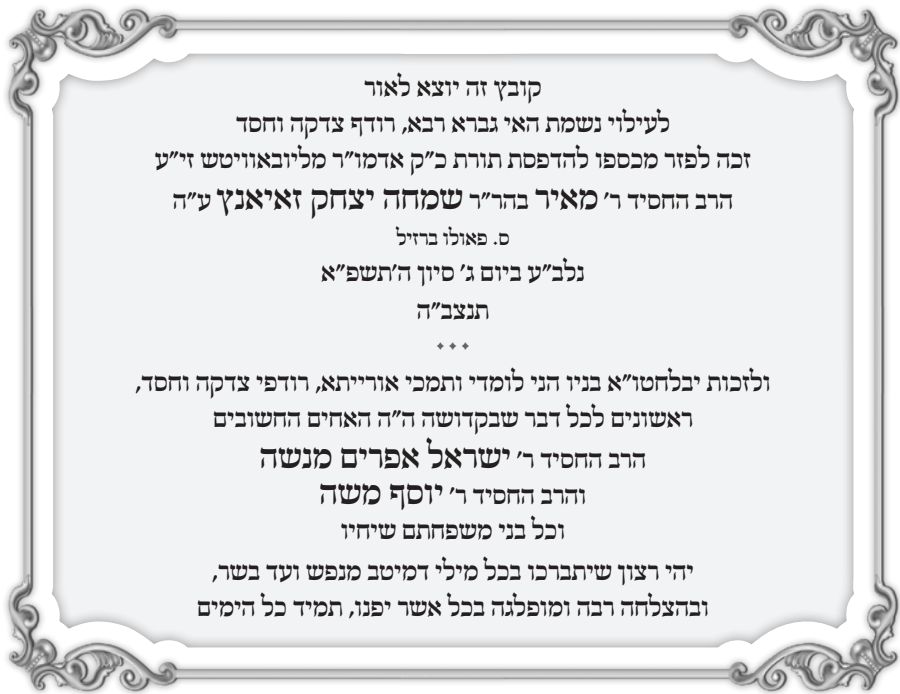 קובץ זה יוצא לאור
לעילוי נשמת האי גברא רבא, רודף צדקה וחסד
זכה לפזר מכספו להדפסת תורת כ"ק אדמו"ר מליובאוויטש זי"ע
הרב החסיד ר' מאיר בהר"ר שמחה יצחק זאיאנץ ע"ה
ס. פאולו ברזיל
נלב"ע ביום ג' סיון ה'תשפ"א
תנצב"ה
ולזכות יבלחטו"א בניו הני לומדי ותמכי אורייתא, רודפי צדקה וחסד,
ראשונים לכל דבר שבקדושה ה"ה האחים החשובים
הרב החסיד ר' ישראל אפרים מנשה
והרב החסיד ר' יוסף משה
וכל בני משפחתם שיחיו
יהי רצון שיתברכו בכל מילי דמיטב מנפש ועד בשר,
ובהצלחה רבה ומופלגה בכל אשר יפנו, תמיד כל הימים